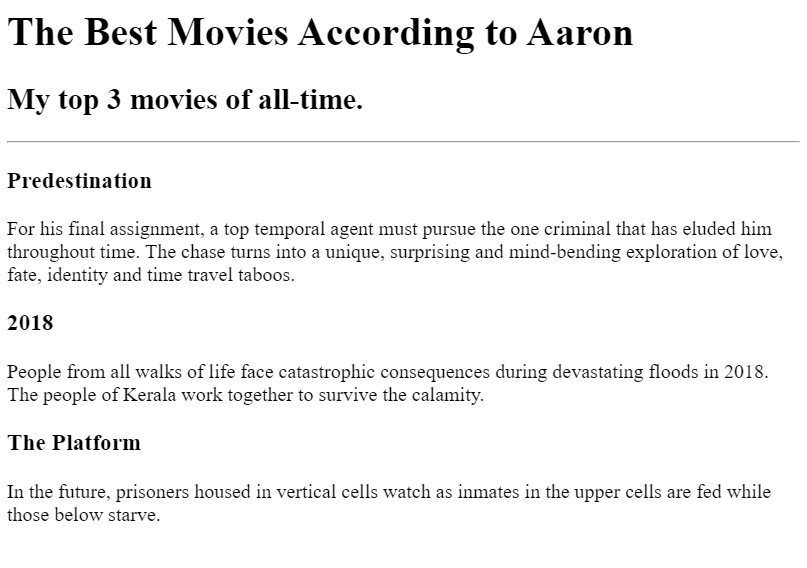 The Best Movies According to Aaron
My top 3 movies of all-time.
Predestination
For his final assignment, a top temporal agent must pursue the one criminal that has eluded him
throughout time. The chase turns into a unique, surprising and mind-bending exploration of love,
fate, identity and time travel taboos.
2018
People from all walks of life face catastrophic consequences during devastating floods in 2018.
The people of Kerala work together to survive the calamity.
The Platform
In the future, prisoners housed in vertical cells watch as inmates in the upper cells are fed while
those below starve.